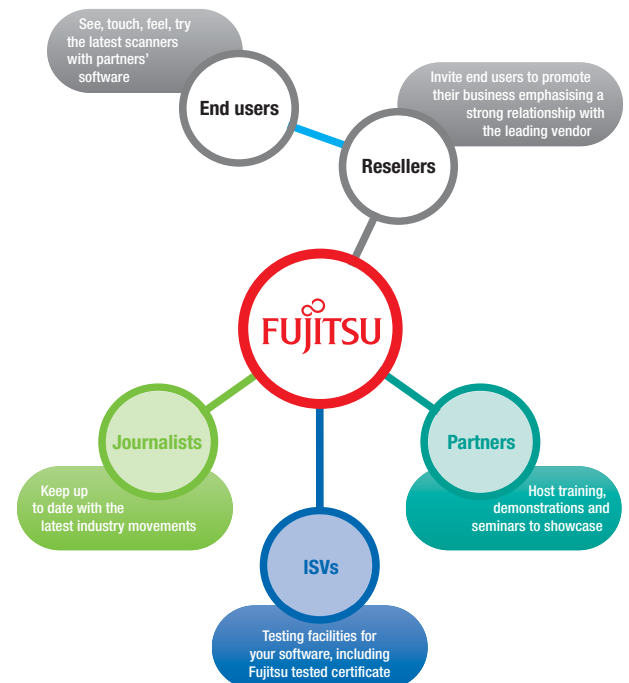 See, touch, feel, try
the latest scanners
with partners'
software
End users
Invite end users to promote
their business emphasising a
strong relationship with
the leading vendor
Resellers
FUJITSU
Journalists
Keep up
to date with the
latest industry movements
Partners
Host training,
demonstrations and
seminars to showcase
ISVs
Testing facilities for
your software, including
Fujitsu tested certificate